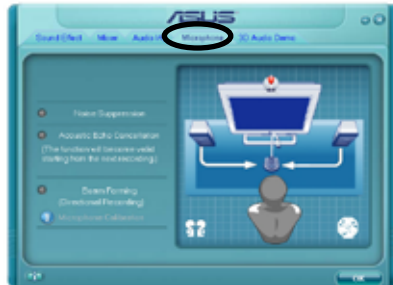 ASUS
Sound Effect Mixer Audio I Microphone 3D Audio Demo
Noise Suppression
Acoustic Echo Cancellation
(The function will become valid
starting from the next recording)
Beam Forming
(Directional Recording)
Microphone Calibration
OK